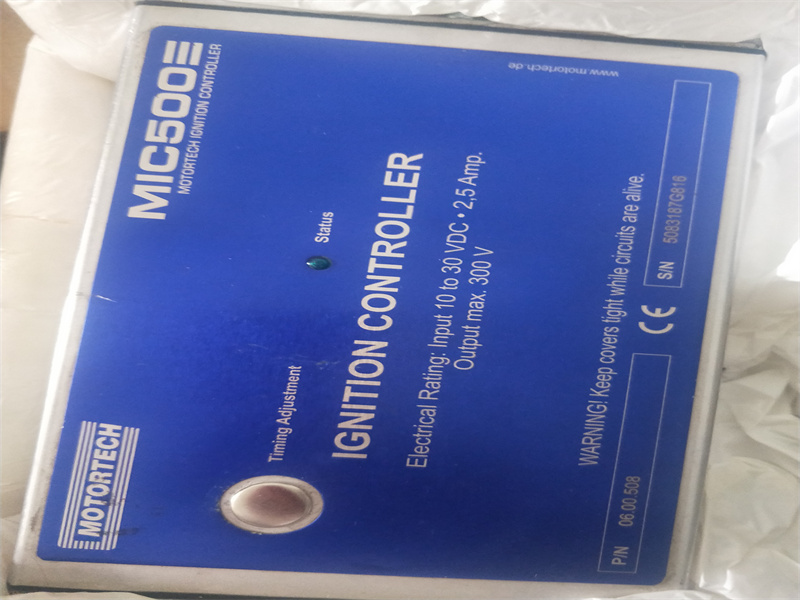 MOTORTECH
MIC500
MOTORTECH IGNITION CONTROLLER
Timing Adjustment
Status
IGNITION CONTROLLER
Electrical Rating: Input 10 to 30 VDC • 2,5 Amp.
Output max. 300 V
www.motortech.de
WARNING! Keep covers tight while circuits are alive.
P/N 06.00.508
CE
S/N 5083187G816